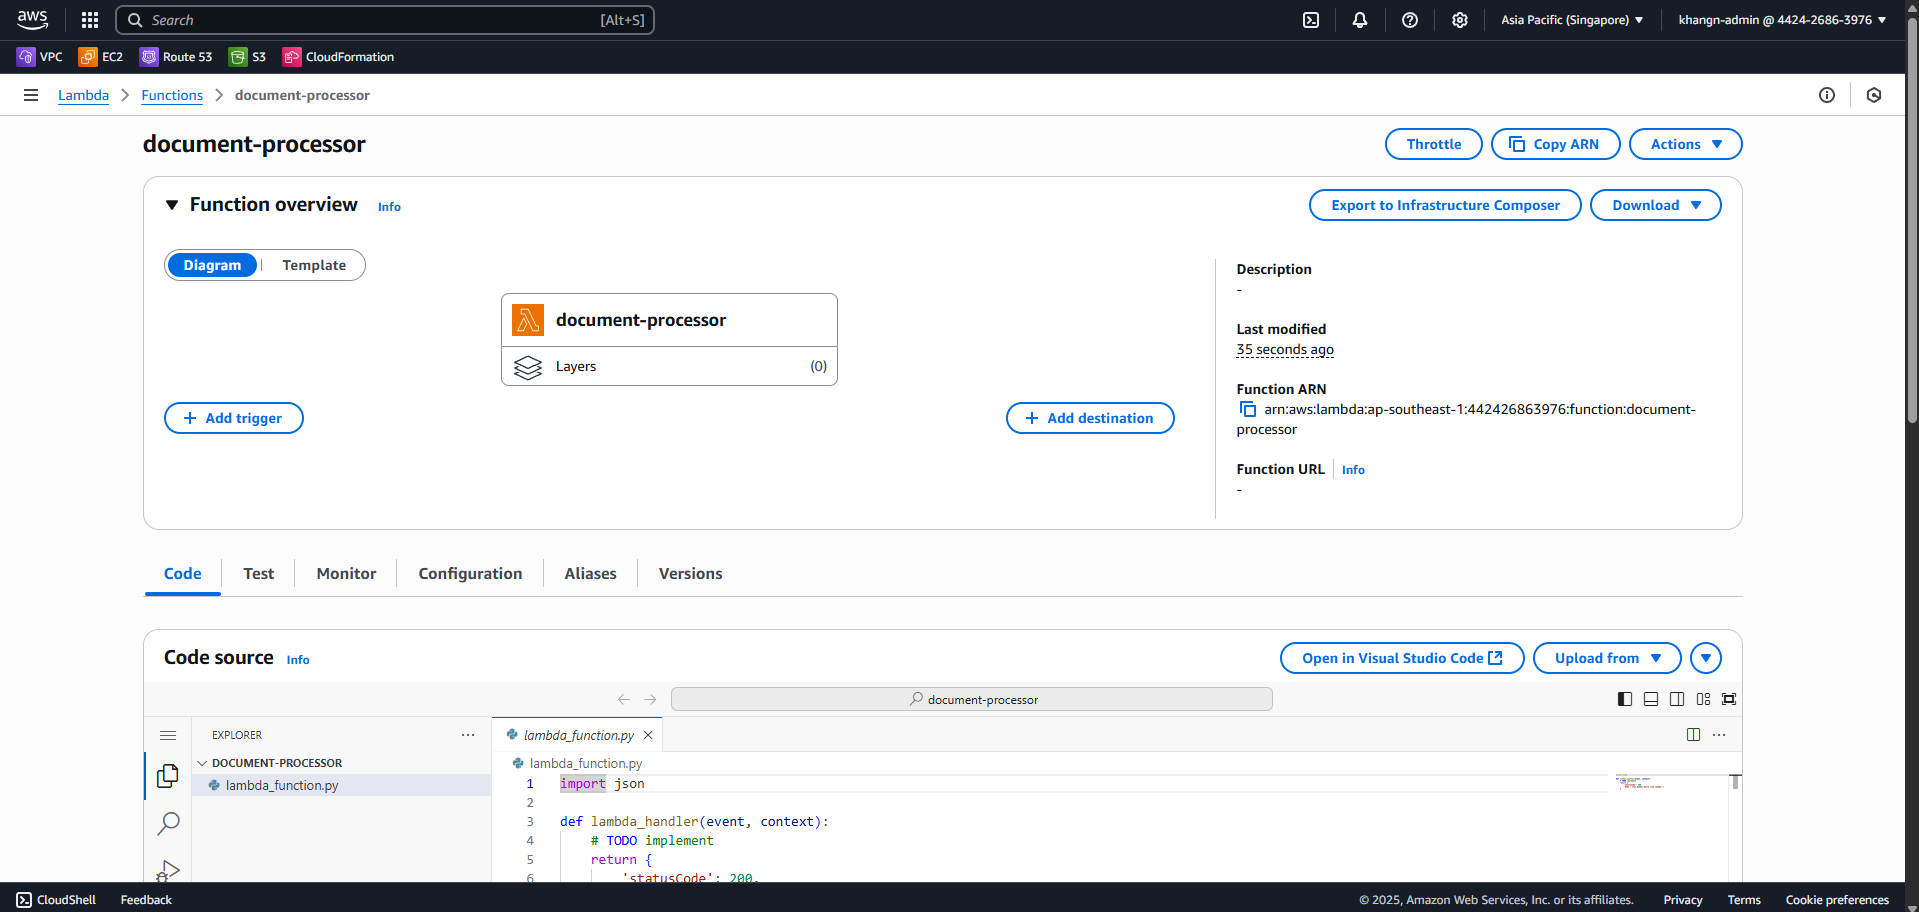 aws
Search [Alt+S]
Asia Pacific (Singapore)
khangn-admin @ 4424-2686-3976
VPC
EC2
Route 53
S3
CloudFormation
Lambda
Functions
document-processor
document-processor
Throttle
Copy ARN
Actions
Function overview
Info
Export to Infrastructure Composer
Download
Diagram
Template
document-processor
Layers (0)
+ Add trigger
+ Add destination
Description
-
Last modified
35 seconds ago
Function ARN
arn:aws:lambda:ap-southeast-1:442426863976:function:document-
processor
Function URL
Info
-
Code
Test
Monitor
Configuration
Aliases
Versions
Code source
Info
Open in Visual Studio Code
Upload from
document-processor
EXPLORER
DOCUMENT-PROCESSOR
lambda_function.py
lambda_function.py
lambda_function.py
1 import json
2
3 def lambda_handler(event, context):
4 # TODO implement
5 return {
6 'statusCode': 200,
CloudShell
Feedback
© 2025, Amazon Web Services, Inc. or its affiliates.
Privacy
Terms
Cookie preferences